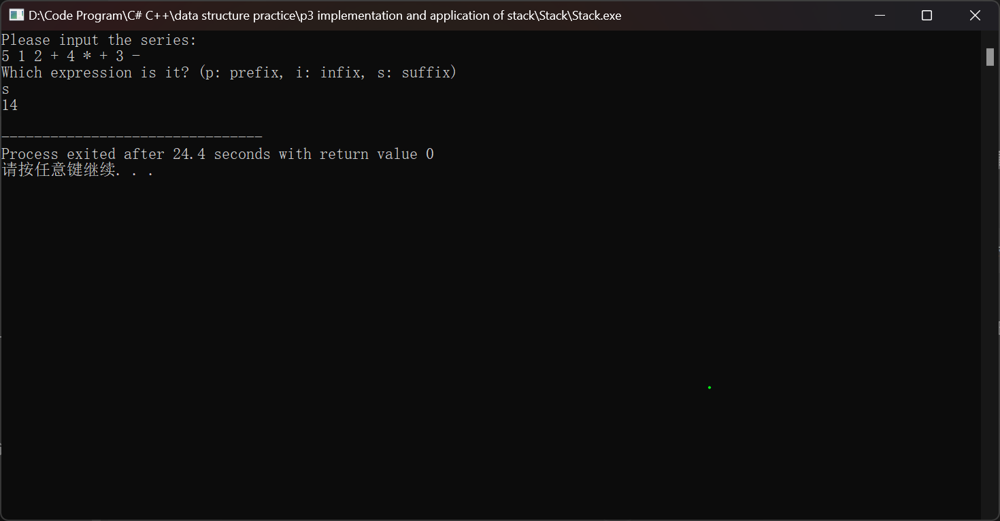 D:\Code Program\C# C++\data structure practice\p3 implementation and application of stack\Stack\Stack.exe
Please input the series:
5 1 2 + 4 * + 3 -
Which expression is it? (p: prefix, i: infix, s: suffix)
s
14
--------------------------------
Process exited after 24.4 seconds with return value 0
请按任意键继续. . .